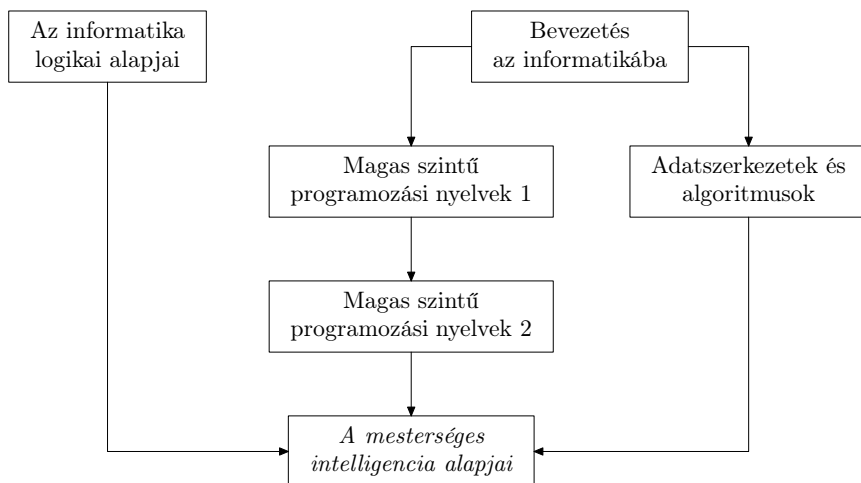 Az informatika
logikai alapjai
Bevezetés
az informatikába
Magas szintű
programozási nyelvek 1
Adatszerkezetek és
algoritmusok
Magas szintű
programozási nyelvek 2
A mesterséges
intelligencia alapjai